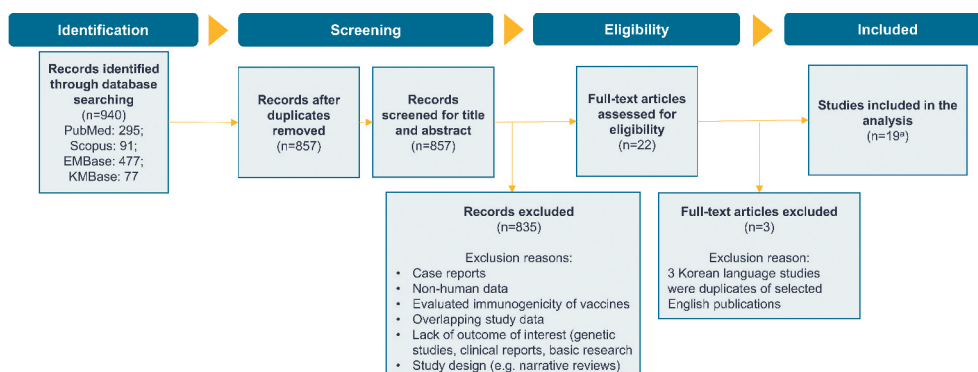 Identification
Screening
Eligibility
Included
Records identified
through database
searching
(n=940)
PubMed: 295;
Scopus: 91;
EMBase: 477;
KMBase: 77
Records after
duplicates
removed
(n=857)
Records
screened for title
and abstract
(n=857)
Full-text articles
assessed for
eligibility
(n=22)
Studies included in the
analysis
(n=19ᵃ)
Records excluded
(n=835)
Exclusion reasons:
• Case reports
• Non-human data
• Evaluated immunogenicity of vaccines
• Overlapping study data
• Lack of outcome of interest (genetic
studies, clinical reports, basic research
• Study design (e.g. narrative reviews)
Full-text articles excluded
(n=3)
Exclusion reason:
3 Korean language studies
were duplicates of selected
English publications